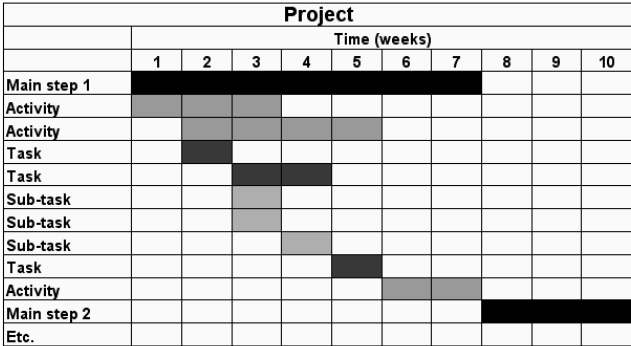 Project
Time (weeks)
1 2 3 4 5 6 7 8 9 10
Main step 1
Activity
Activity
Task
Task
Sub-task
Sub-task
Sub-task
Task
Activity
Main step 2
Etc.